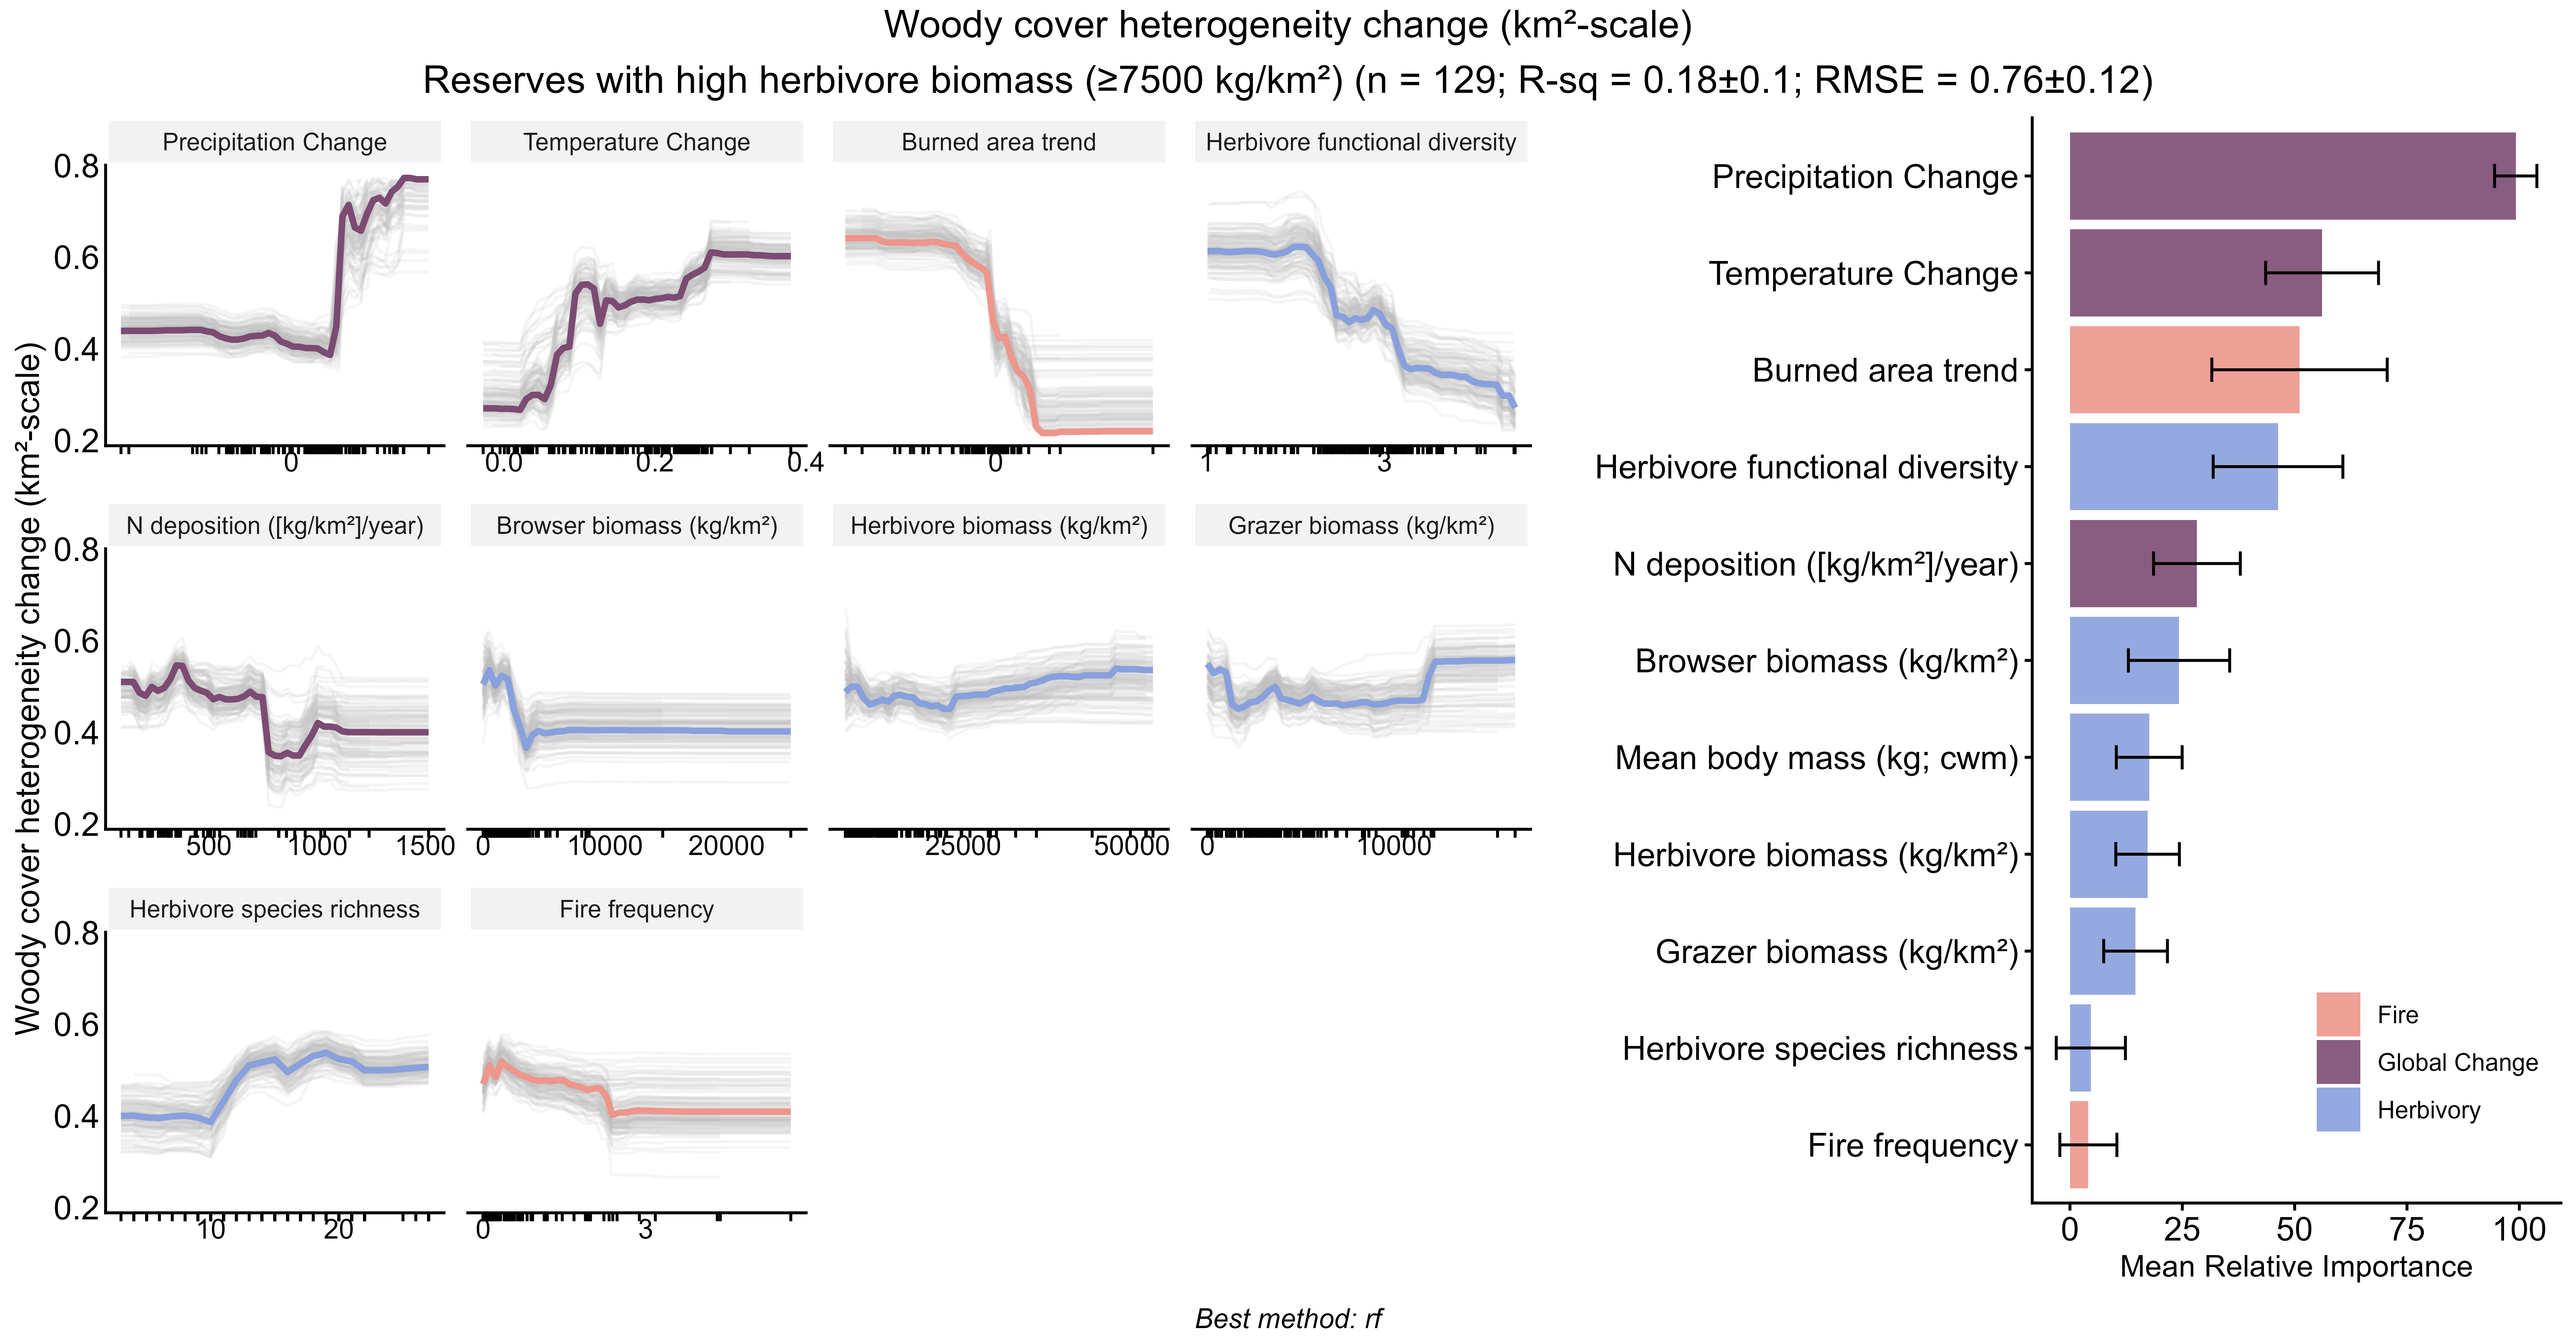 Woody cover heterogeneity change (km²-scale)
Reserves with high herbivore biomass (≥7500 kg/km²) (n = 129; R-sq = 0.18±0.1; RMSE = 0.76±0.12)
Woody cover heterogeneity change (km²-scale)
Precipitation Change
Temperature Change
Burned area trend
Herbivore functional diversity
0.8
0.6
0.4
0.2
0
0.0 0.2 0.4
0
1 3
N deposition ([kg/km²]/year)
Browser biomass (kg/km²)
Herbivore biomass (kg/km²)
Grazer biomass (kg/km²)
0.8
0.6
0.4
0.2
500 1000 1500
0 10000 20000
25000 50000
0 10000
Herbivore species richness
Fire frequency
0.8
0.6
0.4
0.2
10 20
0 3
Precipitation Change
Temperature Change
Burned area trend
Herbivore functional diversity
N deposition ([kg/km²]/year)
Browser biomass (kg/km²)
Mean body mass (kg; cwm)
Herbivore biomass (kg/km²)
Grazer biomass (kg/km²)
Herbivore species richness
Fire frequency
Fire
Global Change
Herbivory
0 25 50 75 100
Mean Relative Importance
Best method: rf